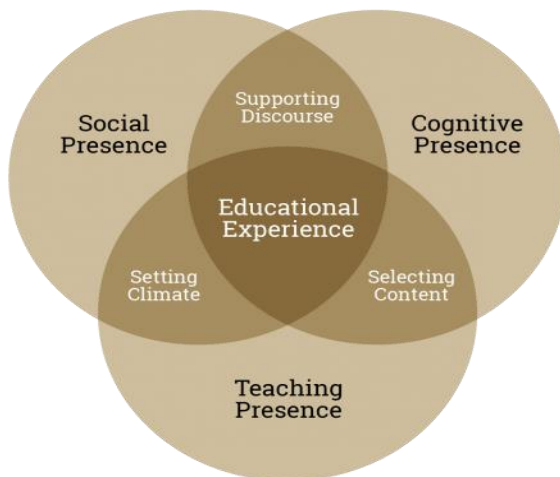 Supporting
Discourse
Social
Presence
Cognitive
Presence
Educational
Experience
Setting
Climate
Selecting
Content
Teaching
Presence